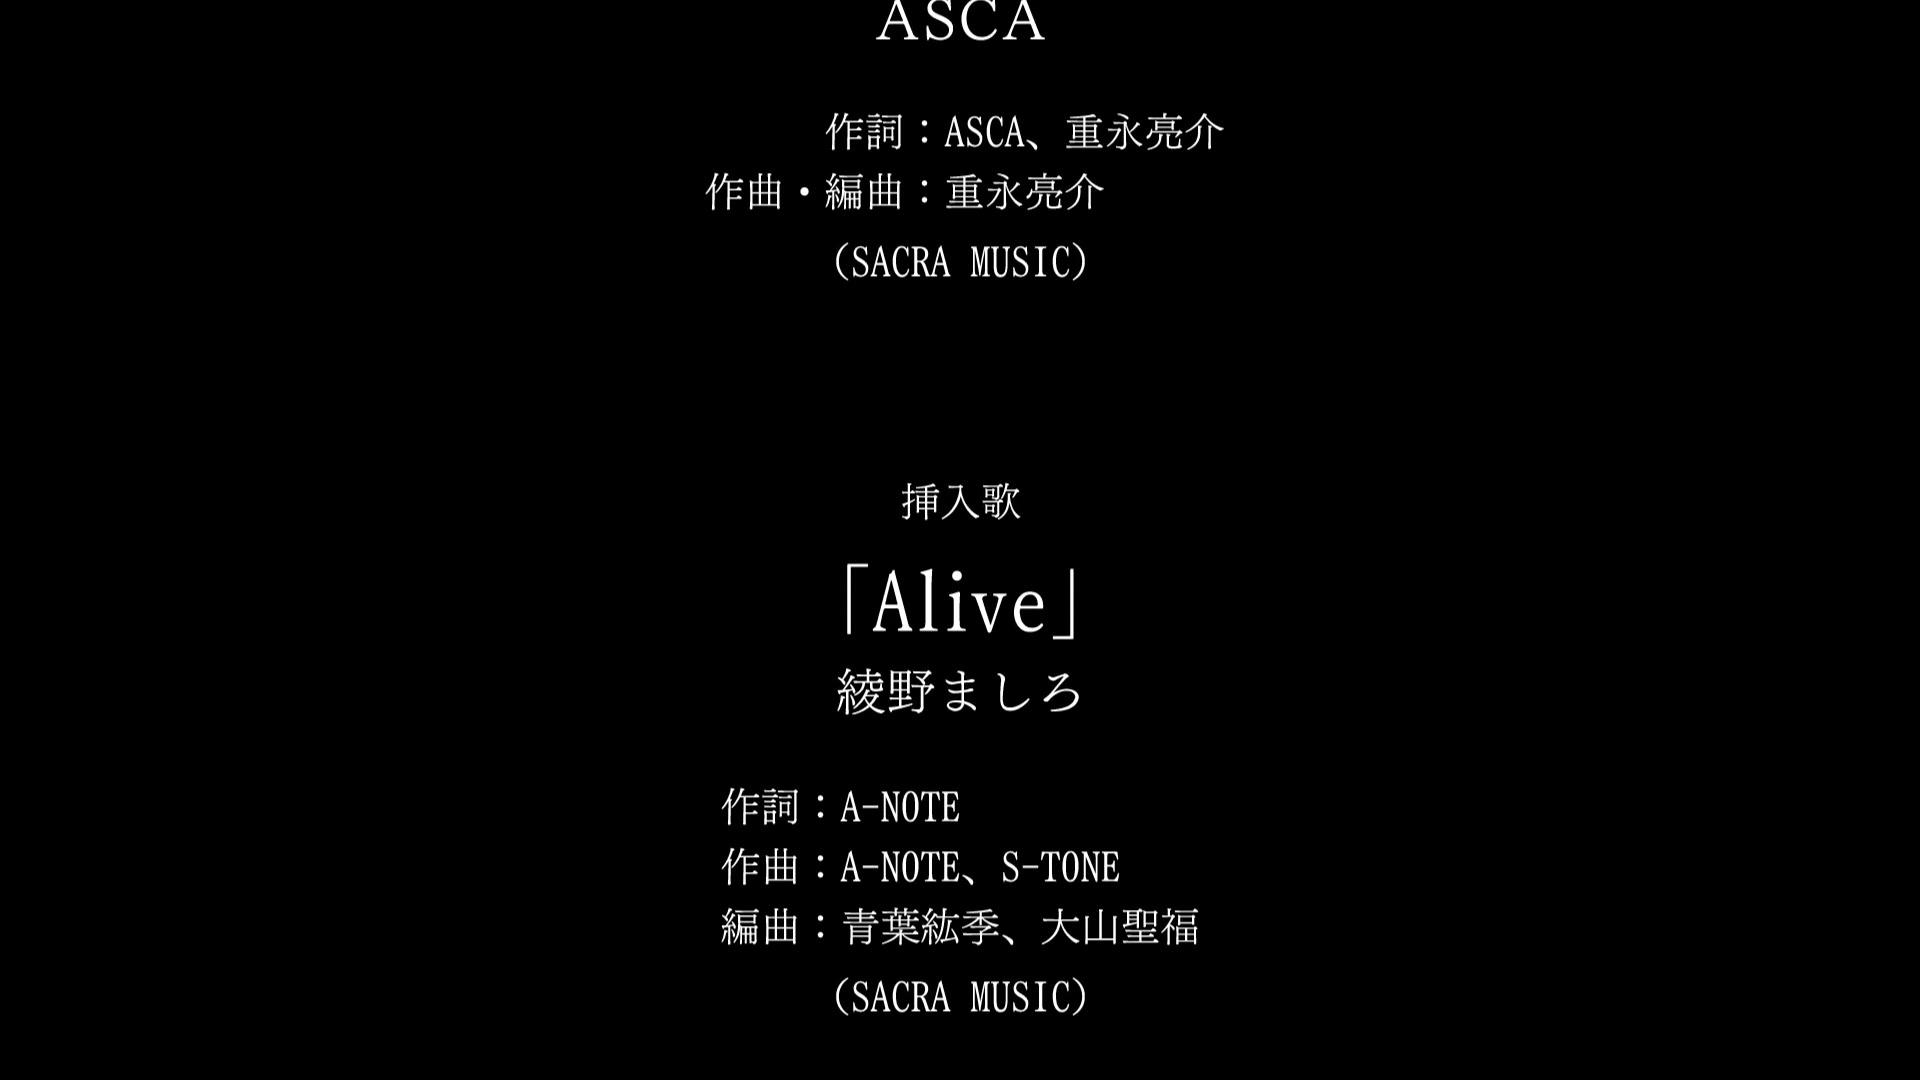 ASCA
作詞：ASCA、重永亮介
作曲・編曲：重永亮介
（SACRA MUSIC）
挿入歌
「Alive」
綾野ましろ
作詞：A-NOTE
作曲：A-NOTE、S-TONE
編曲：青葉紘季、大山聖福
（SACRA MUSIC）